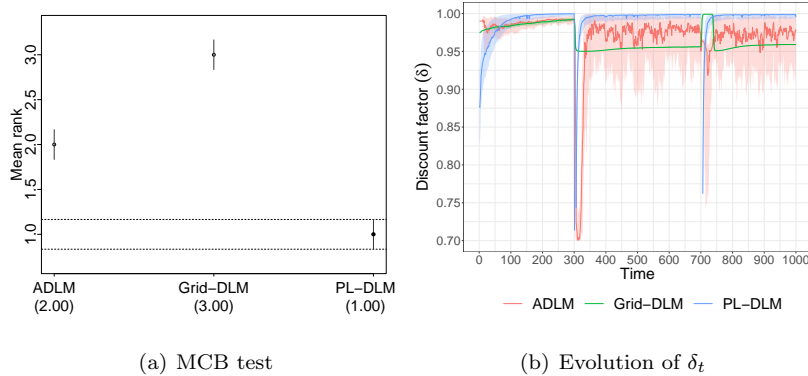 Mean rank
3.0
2.5
2.0
1.5
1.0
ADLM
(2.00)
Grid−DLM
(3.00)
PL−DLM
(1.00)
(a) MCB test
Discount factor (δ)
1.00
0.95
0.90
0.85
0.80
0.75
0.70
0 100 200 300 400 500 600 700 800 900 1000
Time
ADLM Grid−DLM PL−DLM
(b) Evolution of δt